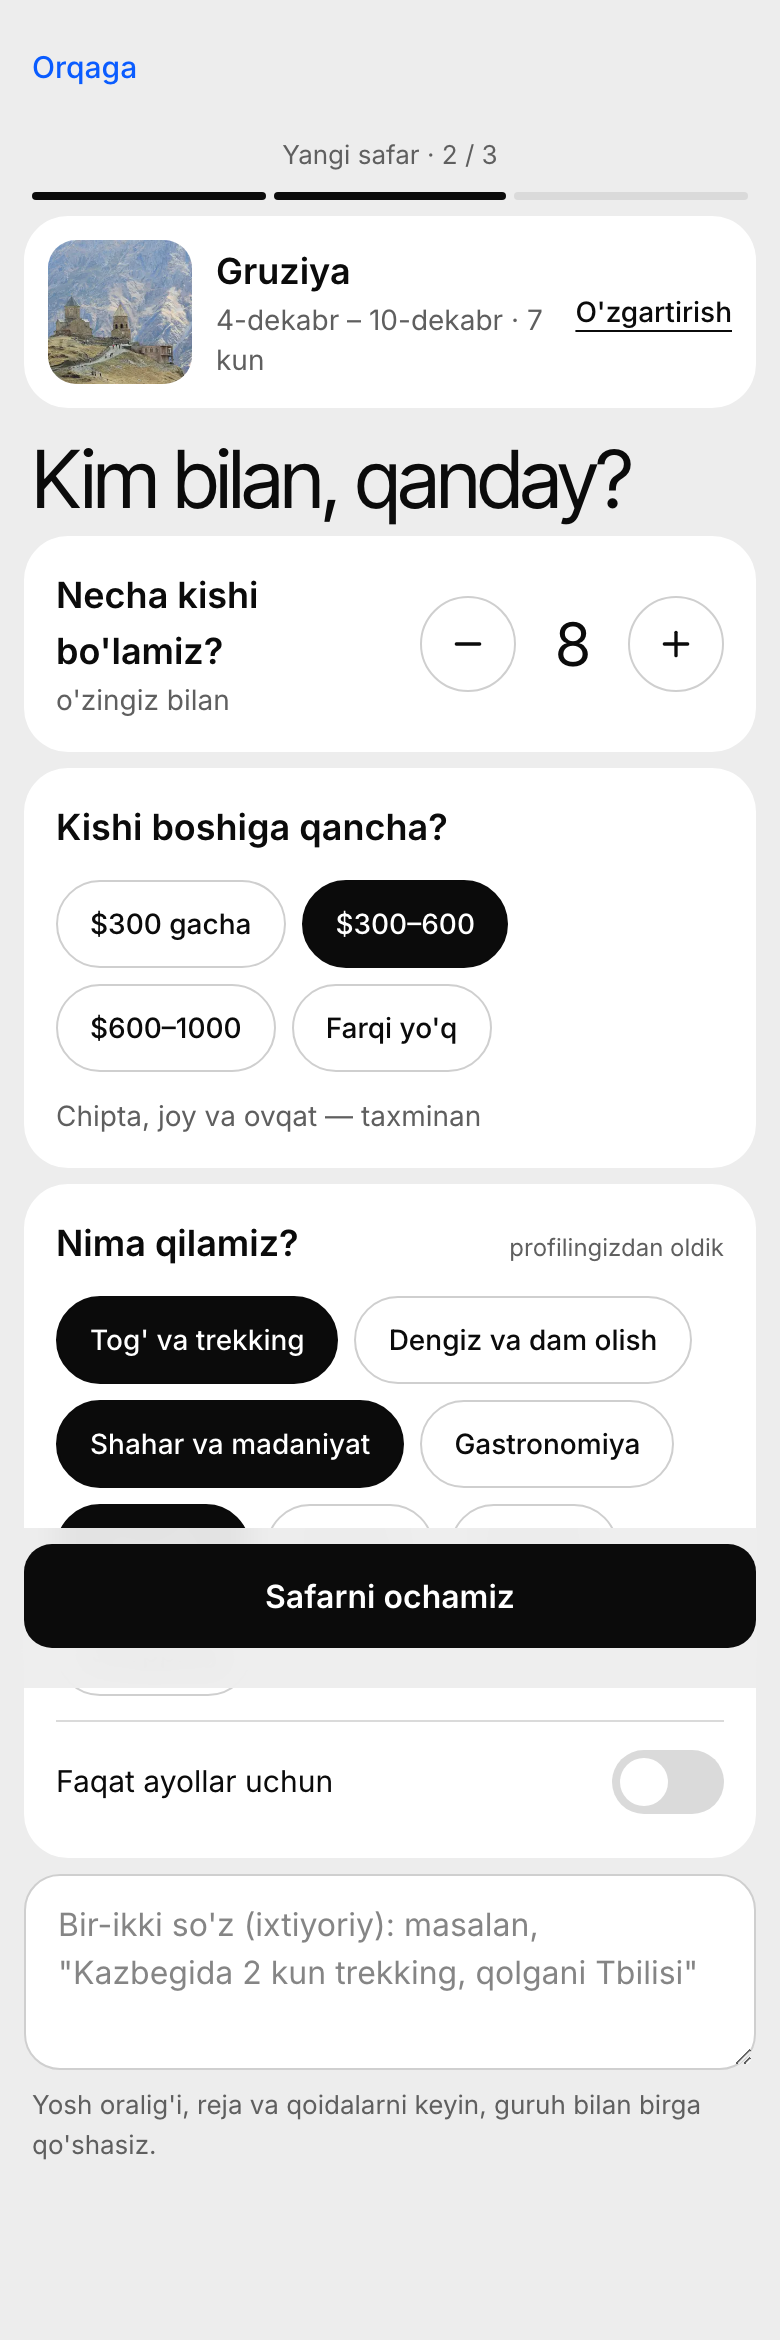 Orqaga
Yangi safar · 2 / 3
Gruziya
4-dekabr – 10-dekabr · 7
kun
O'zgartirish
Kim bilan, qanday?
Necha kishi
bo'lamiz?
o'zingiz bilan
− 8 +
Kishi boshiga qancha?
$300 gacha
$300–600
$600–1000
Farqi yo'q
Chipta, joy va ovqat — taxminan
Nima qilamiz?
profilingizdan oldik
Tog' va trekking
Dengiz va dam olish
Shahar va madaniyat
Gastronomiya
Safarni ochamiz
Faqat ayollar uchun
Bir-ikki so'z (ixtiyoriy): masalan,
"Kazbegida 2 kun trekking, qolgani Tbilisi"
Yosh oralig'i, reja va qoidalarni keyin, guruh bilan birga
qo'shasiz.